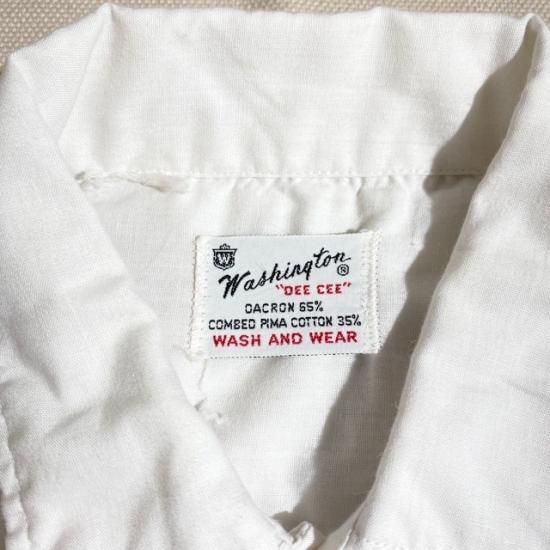 W
Washington ®
"DEE CEE"
DACRON 65%
COMBED PIMA COTTON 35%
WASH AND WEAR